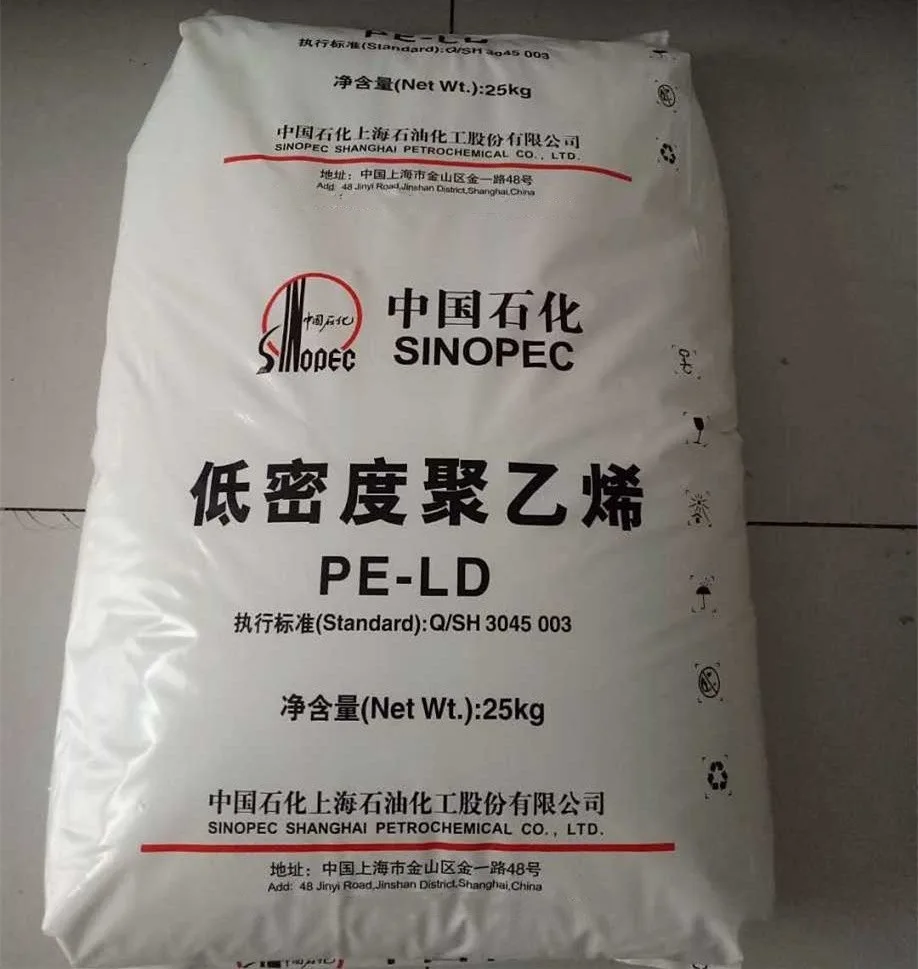 PE-LD
执行标准(Standard):Q/SH 3045 003
净含量(Net Wt.):25kg
中国石化上海石油化工股份有限公司
SINOPEC SHANGHAI PETROCHEMICAL CO., LTD.
地址：中国上海市金山区金一路48号
Add: 48 Jinyi Road,Jinshan District,Shanghai,China
中国石化
SINOPEC
中国石化
SINOPEC
低密度聚乙烯
PE-LD
执行标准(Standard):Q/SH 3045 003
净含量(Net Wt.):25kg
中国石化上海石油化工股份有限公司
SINOPEC SHANGHAI PETROCHEMICAL CO., LTD.
地址：中国上海市金山区金一路48号
Add: 48 Jinyi Road,Jinshan District,Shanghai,China